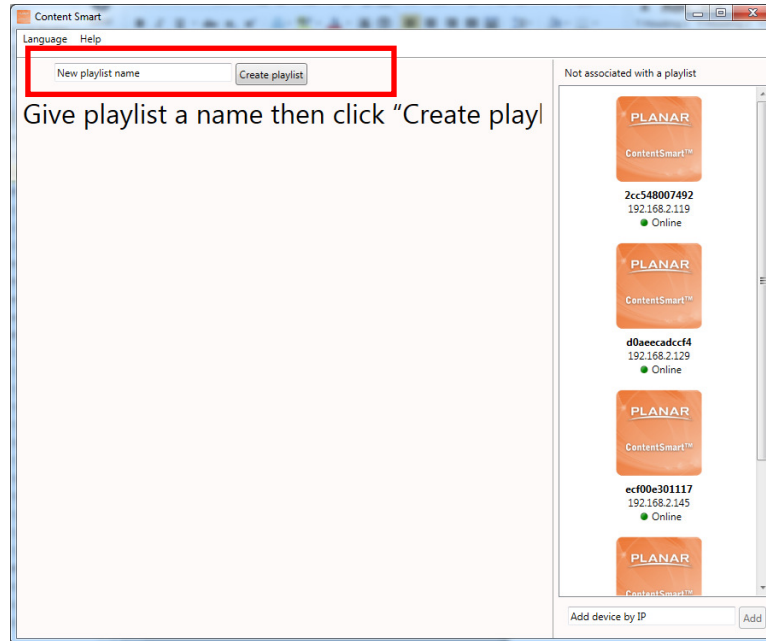 Content Smart
Language Help
New playlist name
Create playlist
Give playlist a name then click “Create playl
Not associated with a playlist
PLANAR
ContentSmart™
2cc548007492
192.168.2.119
Online
PLANAR
ContentSmart™
d0aeecadccf4
192.168.2.129
Online
PLANAR
ContentSmart™
ecf00e301117
192.168.2.145
Online
PLANAR
ContentSmart™
Add device by IP
Add